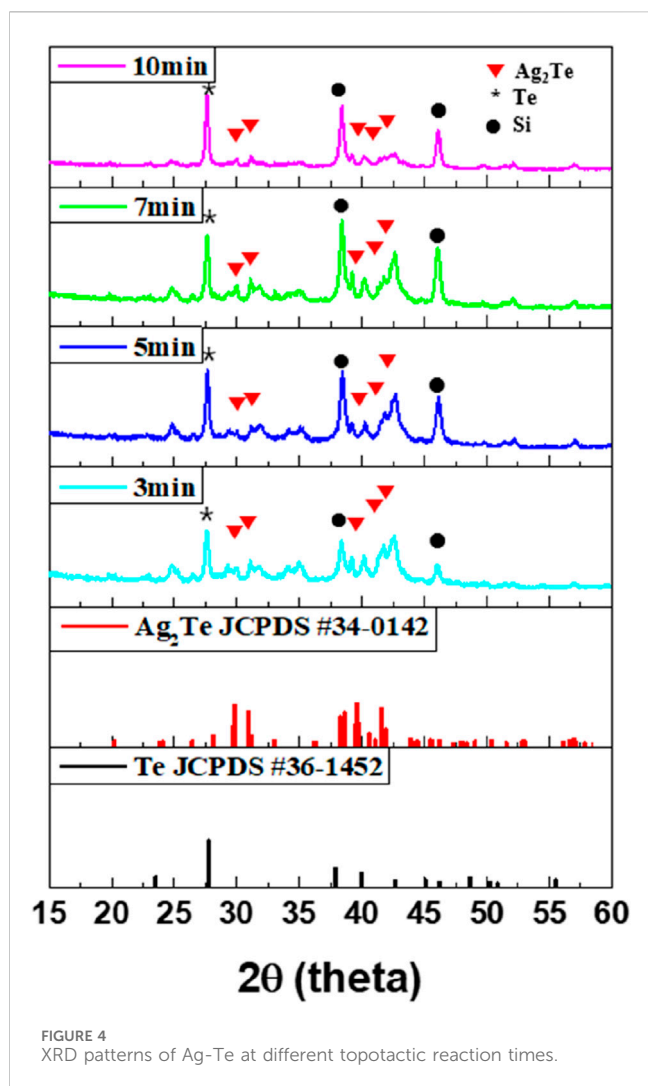 10min
Ag₂Te
* Te
Si
*
7min
*
5min
*
3min
*
Ag₂Te JCPDS #34-0142
Te JCPDS #36-1452
15 20 25 30 35 40 45 50 55 60
2θ (theta)
FIGURE 4
XRD patterns of Ag-Te at different topotactic reaction times.